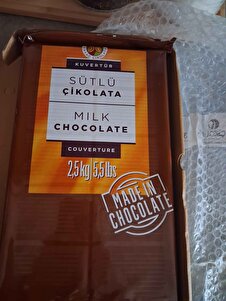 KUVERTÜR
SÜTLÜ
ÇİKOLATA
MILK
CHOCOLATE
COUVERTURE
2,5 kg | 5,5 lbs
MADE IN
CHOCOLATE